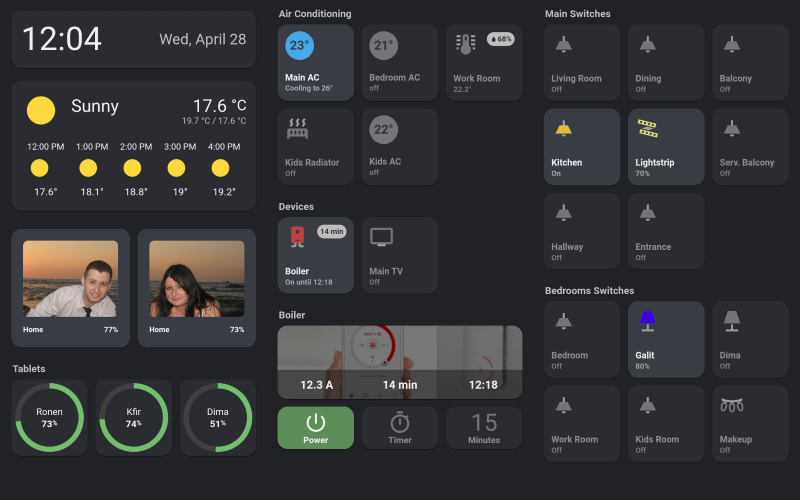 12:04
Wed, April 28
Sunny
17.6 °C
19.7 °C / 17.6 °C
12:00 PM 1:00 PM 2:00 PM 3:00 PM 4:00 PM
17.6° 18.1° 18.8° 19° 19.2°
Home 77%
Home 73%
Tablets
Ronen
73%
Kfir
74%
Dima
51%
Air Conditioning
23°
Main AC
Cooling to 26°
21°
Bedroom AC
off
68%
Work Room
22.2°
Kids Radiator
off
22°
Kids AC
off
Devices
14 min
Boiler
On until 12:18
Main TV
Off
Boiler
12.3 A 14 min 12:18
Power
Timer
15
Minutes
Main Switches
Living Room
Off
Dining
Off
Balcony
Off
Kitchen
On
Lightstrip
70%
Serv. Balcony
Off
Hallway
Off
Entrance
Off
Bedrooms Switches
Bedroom
Off
Galit
80%
Dima
Off
Work Room
Off
Kids Room
Off
Makeup
Off